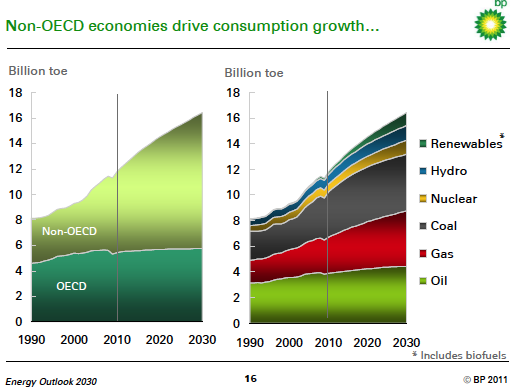 bp
Non-OECD economies drive consumption growth…
Billion toe
18
16
14
12
10
8
6
4
2
0
Non-OECD
OECD
1990 2000 2010 2020 2030
Billion toe
18
16
14
12
10
8
6
4
2
0
1990 2000 2010 2020 2030
Renewables*
Hydro
Nuclear
Coal
Gas
Oil
* Includes biofuels
Energy Outlook 2030
16
© BP 2011